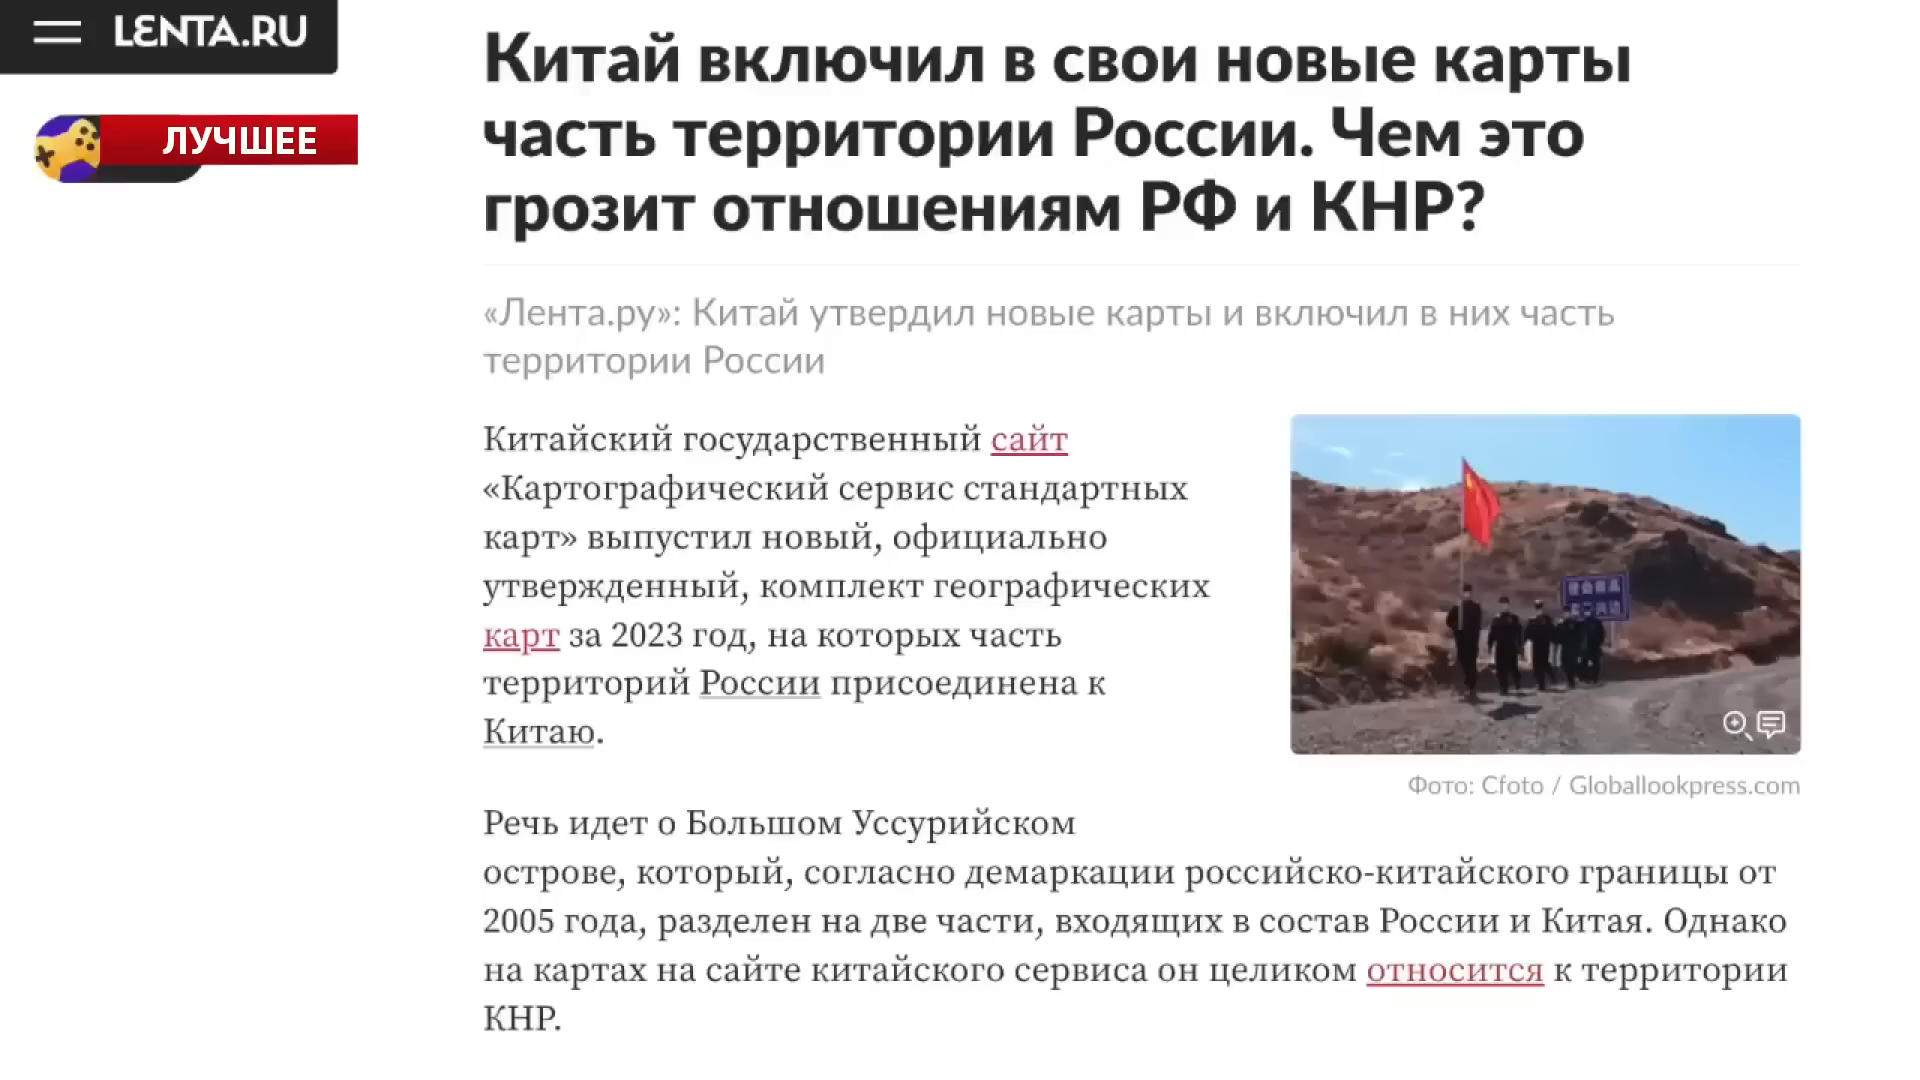 LENTA.RU
ЛУЧШЕЕ
Китай включил в свои новые карты
часть территории России. Чем это
грозит отношениям РФ и КНР?
«Лента.ру»: Китай утвердил новые карты и включил в них часть
территории России
Китайский государственный сайт
«Картографический сервис стандартных
карт» выпустил новый, официально
утвержденный, комплект географических
карт за 2023 год, на которых часть
территорий России присоединена к
Китаю.
Фото: Cfoto / Globallookpress.com
Речь идет о Большом Уссурийском
острове, который, согласно демаркации российско-китайского границы от
2005 года, разделен на две части, входящих в состав России и Китая. Однако
на картах на сайте китайского сервиса он целиком относится к территории
КНР.